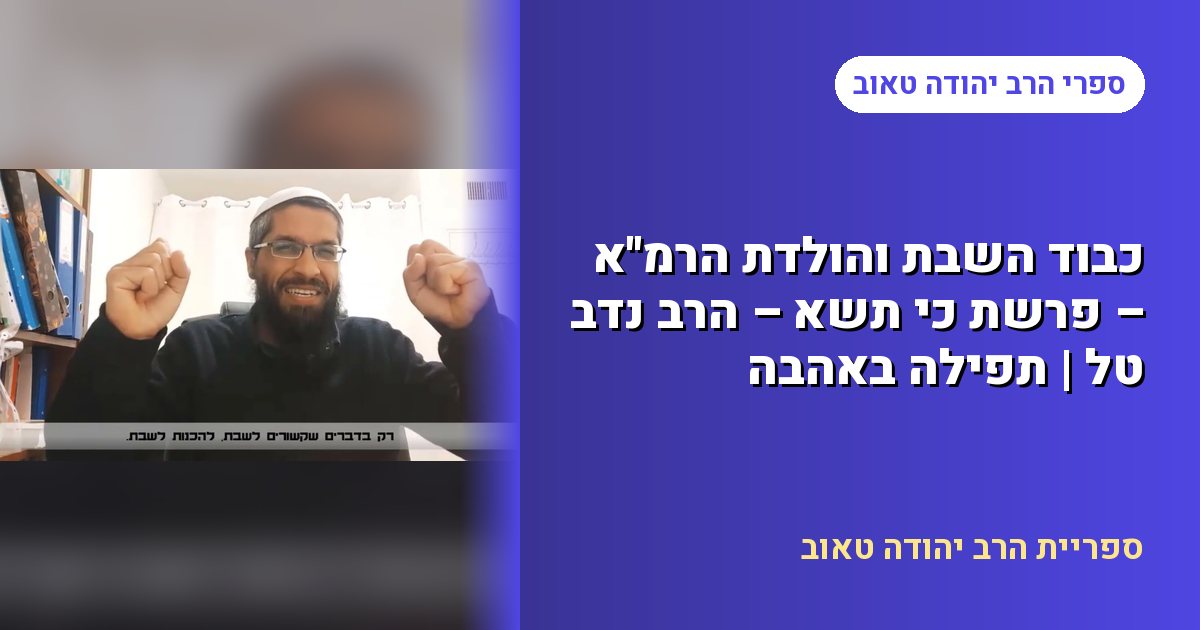 ספרי הרב יהודה טאוב
כבוד השבת והולדת הרמ"א
– פרשת כי תשא – הרב נדב
טל | תפילה באהבה
רק בדברים שקשורים לשבת, להכנות לשבת.
ספריית הרב יהודה טאוב